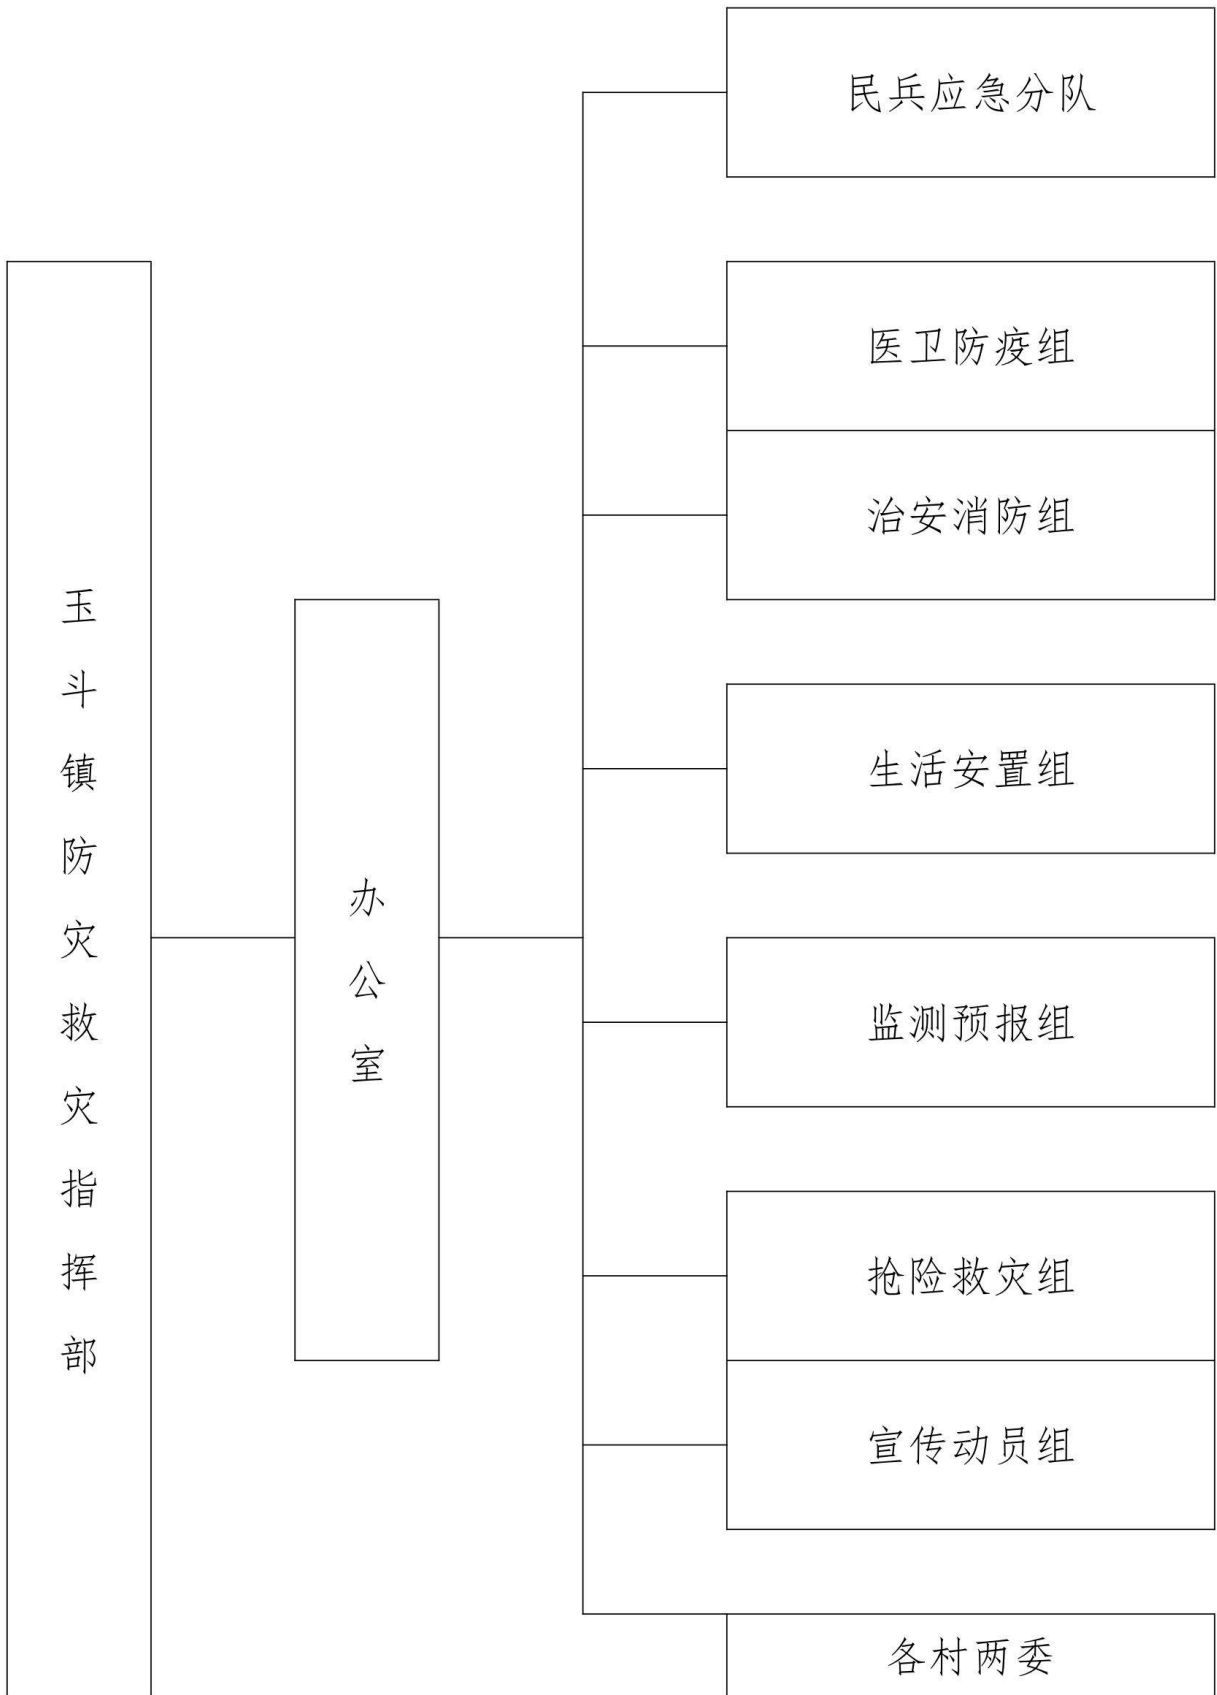 玉斗镇防灾救灾指挥部
办公室
民兵应急分队
医卫防疫组
治安消防组
生活安置组
监测预报组
抢险救灾组
宣传动员组
各村两委